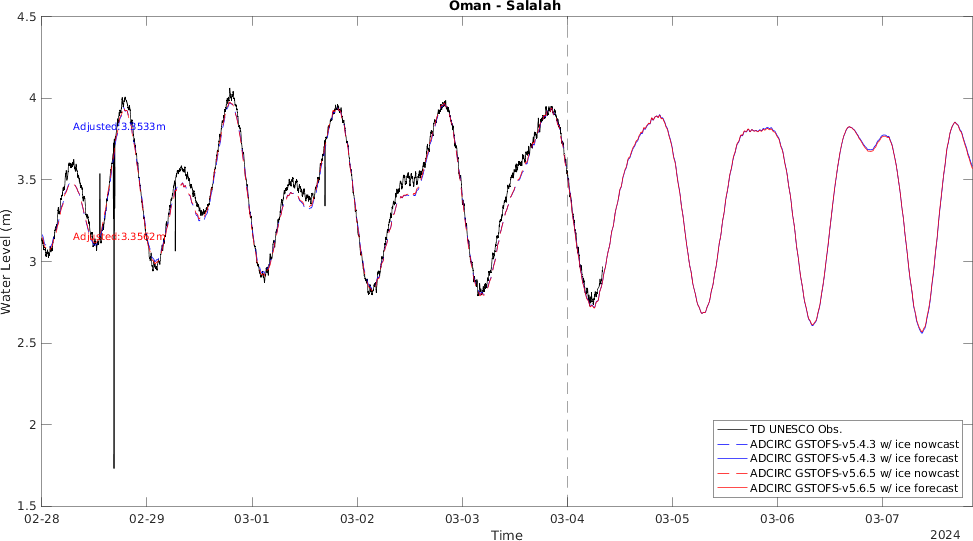 Oman - Salalah
4.5
4
3.5
3
2.5
2
1.5
Water Level (m)
Adjusted:3.3533m
Adjusted:3.3562m
TD UNESCO Obs.
ADCIRC GSTOFS-v5.4.3 w/ ice nowcast
ADCIRC GSTOFS-v5.4.3 w/ ice forecast
ADCIRC GSTOFS-v5.6.5 w/ ice nowcast
ADCIRC GSTOFS-v5.6.5 w/ ice forecast
02-28 02-29 03-01 03-02 03-03 03-04 03-05 03-06 03-07
Time
2024